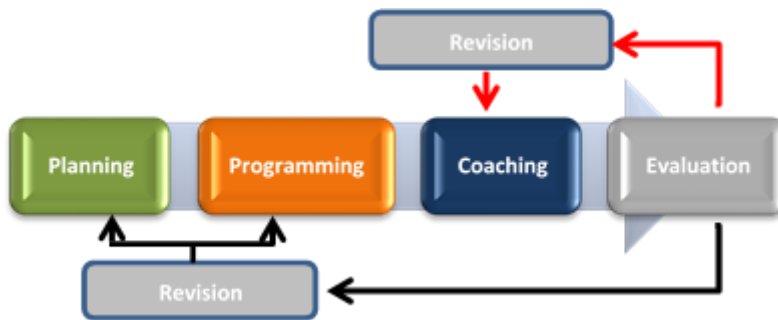 Revision
Planning
Programming
Coaching
Evaluation
Revision